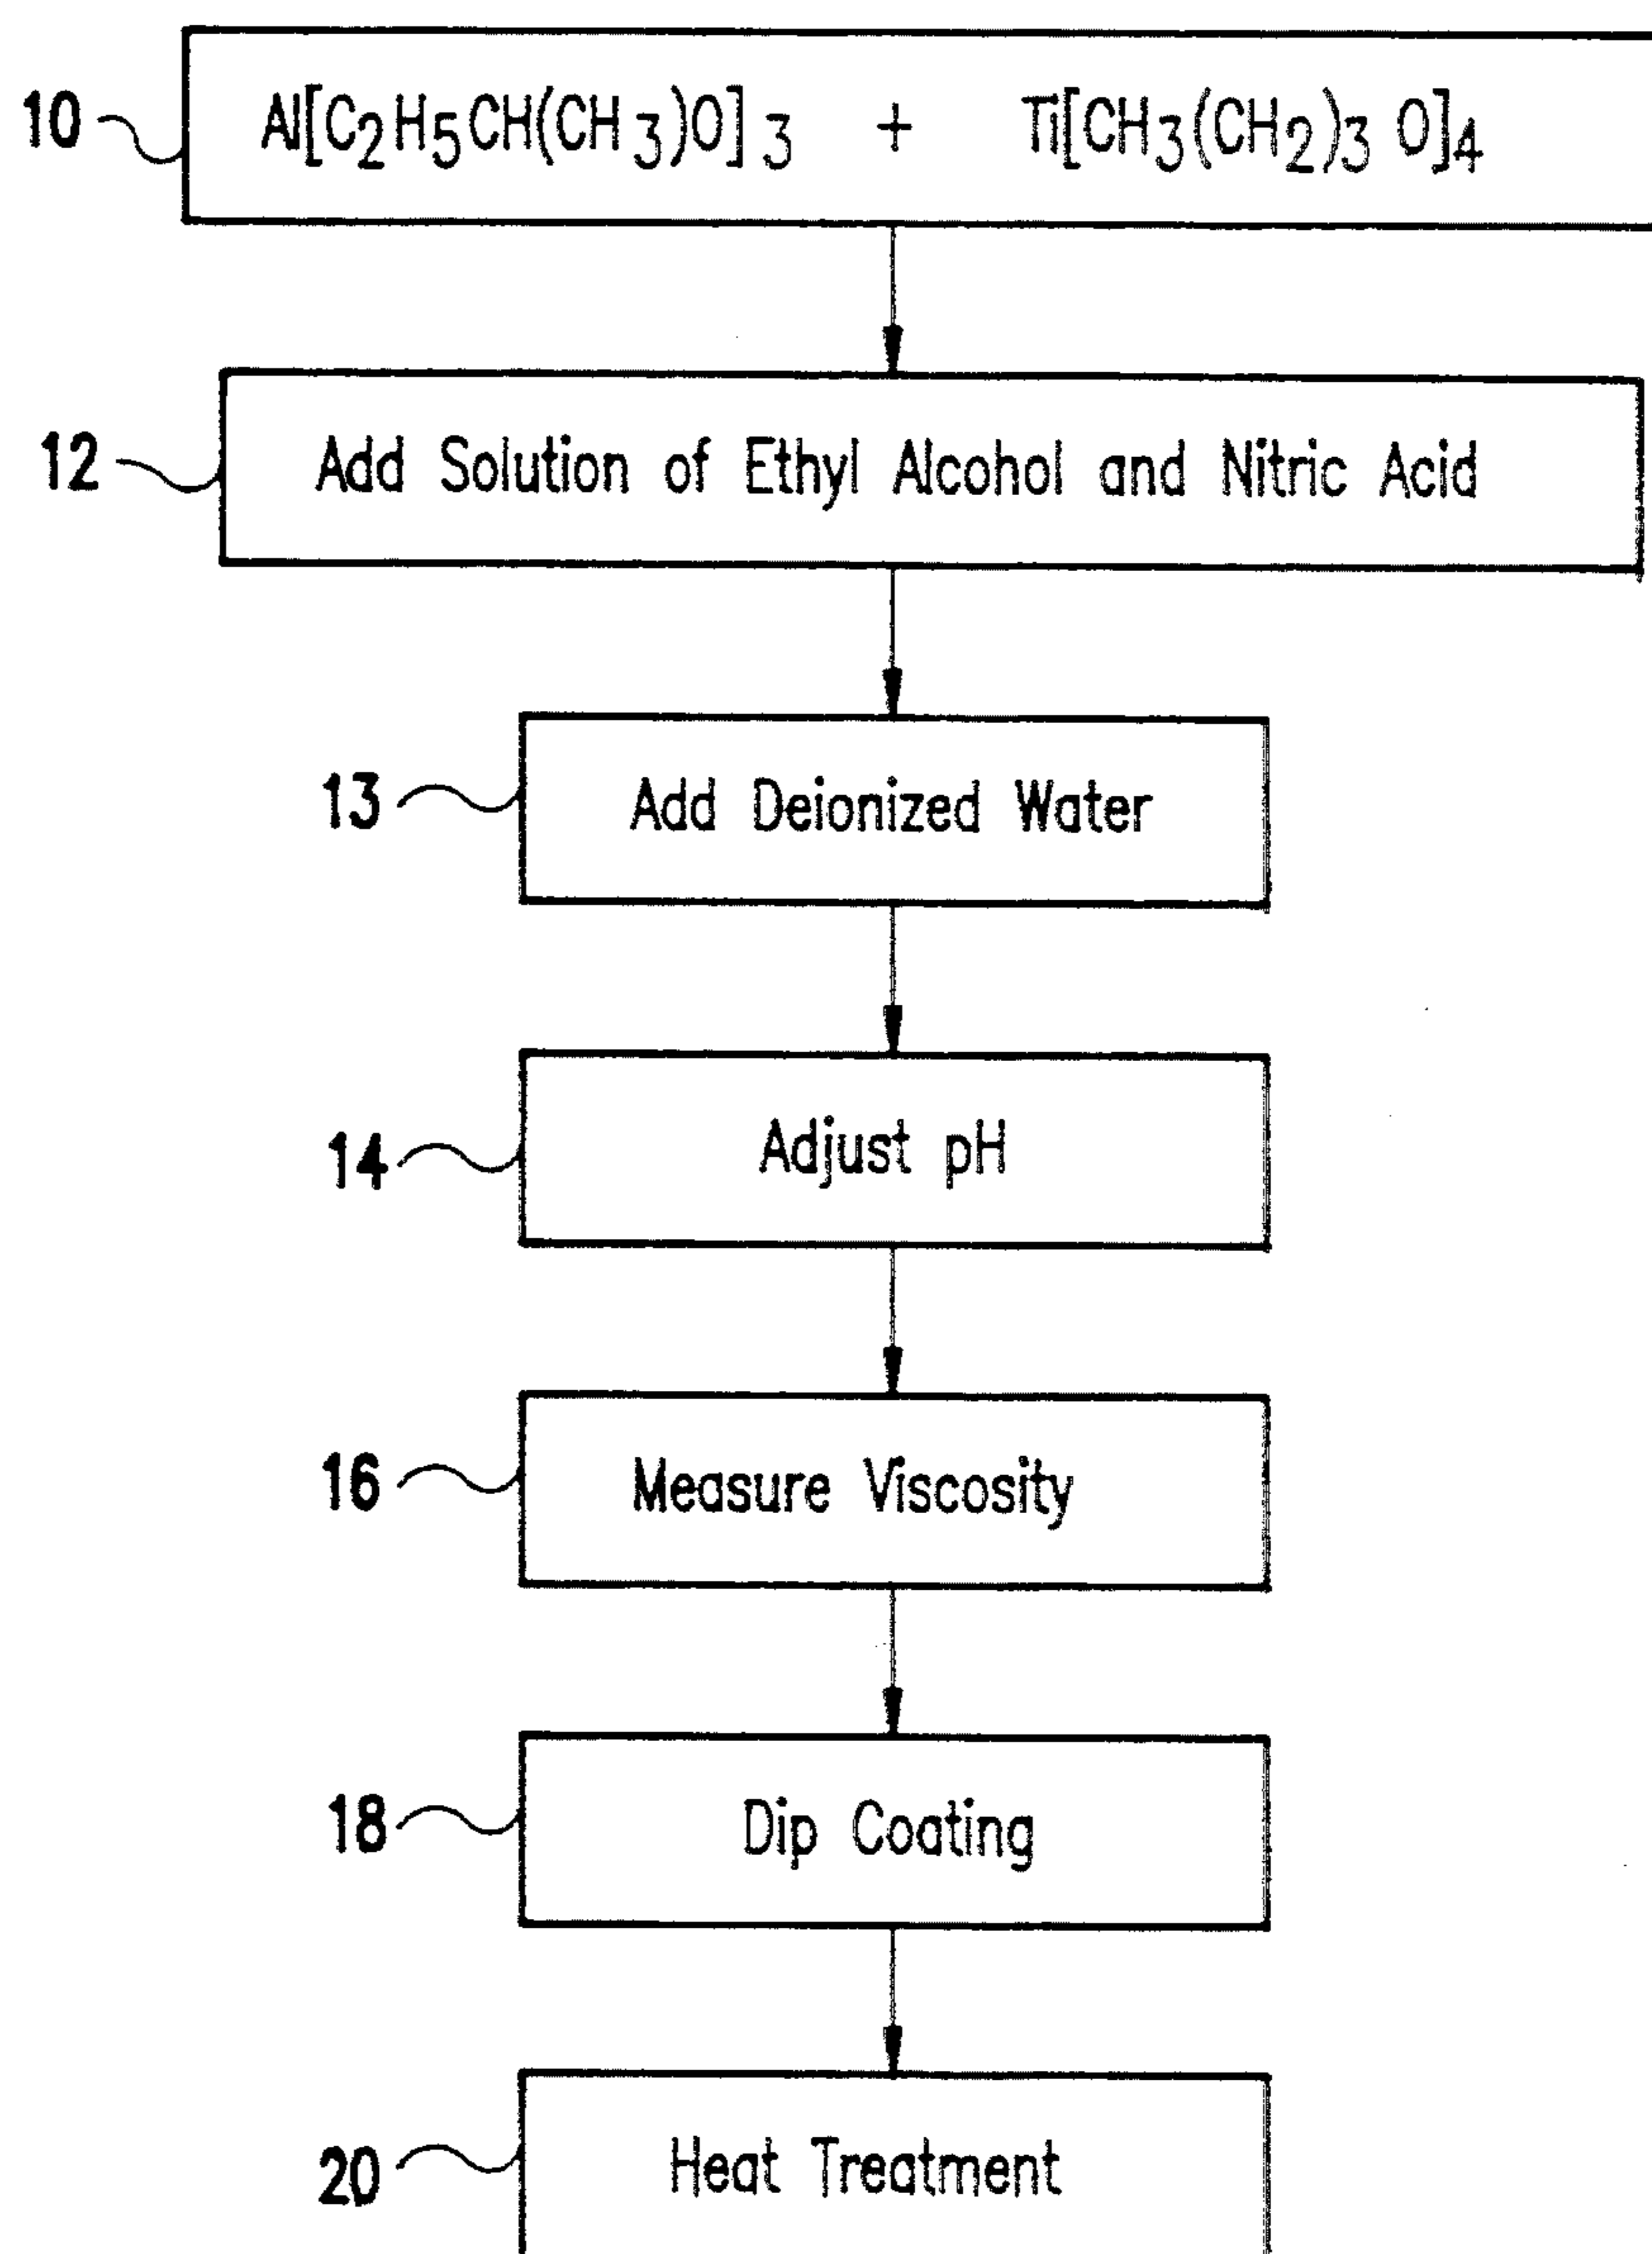 10 Al[C₂H₅CH(CH₃)O]₃ + Ti[CH₃(CH₂)₃ O]₄
12 Add Solution of Ethyl Alcohol and Nitric Acid
13 Add Deionized Water
14 Adjust pH
16 Measure Viscosity
18 Dip Coating
20 Heat Treatment